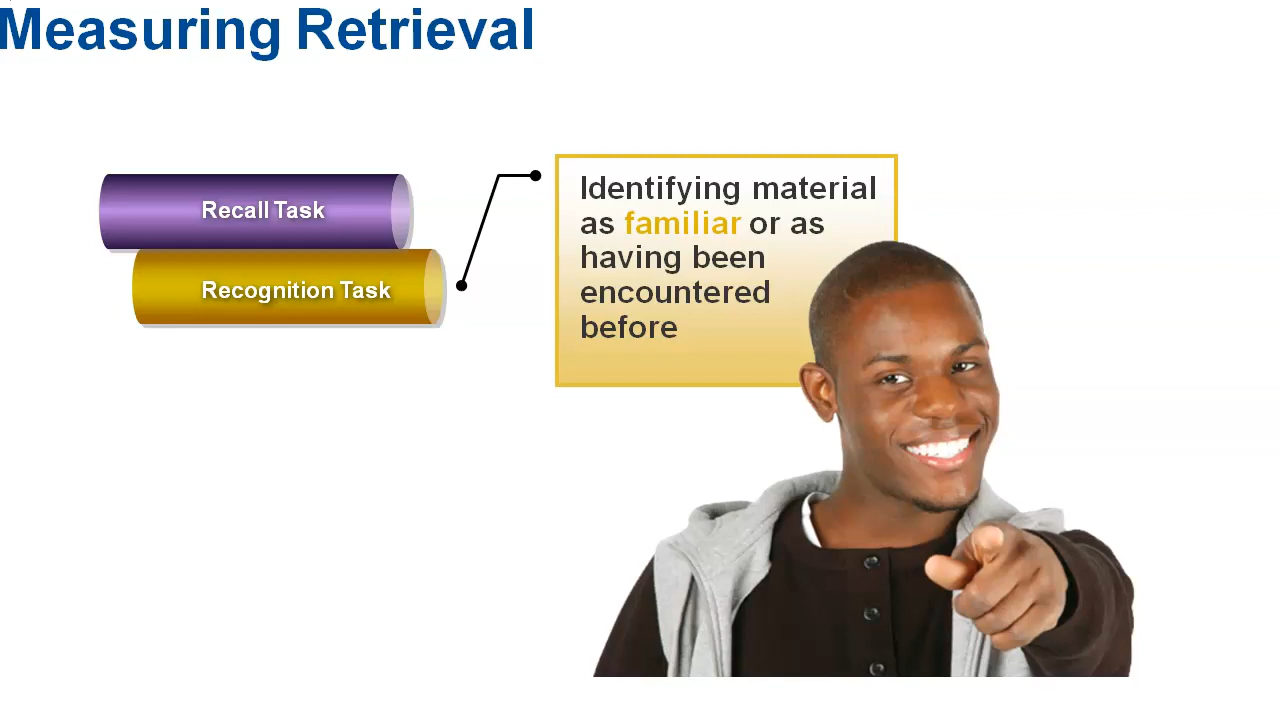 Measuring Retrieval
Recall Task
Recognition Task
Identifying material
as familiar or as
having been
encountered
before